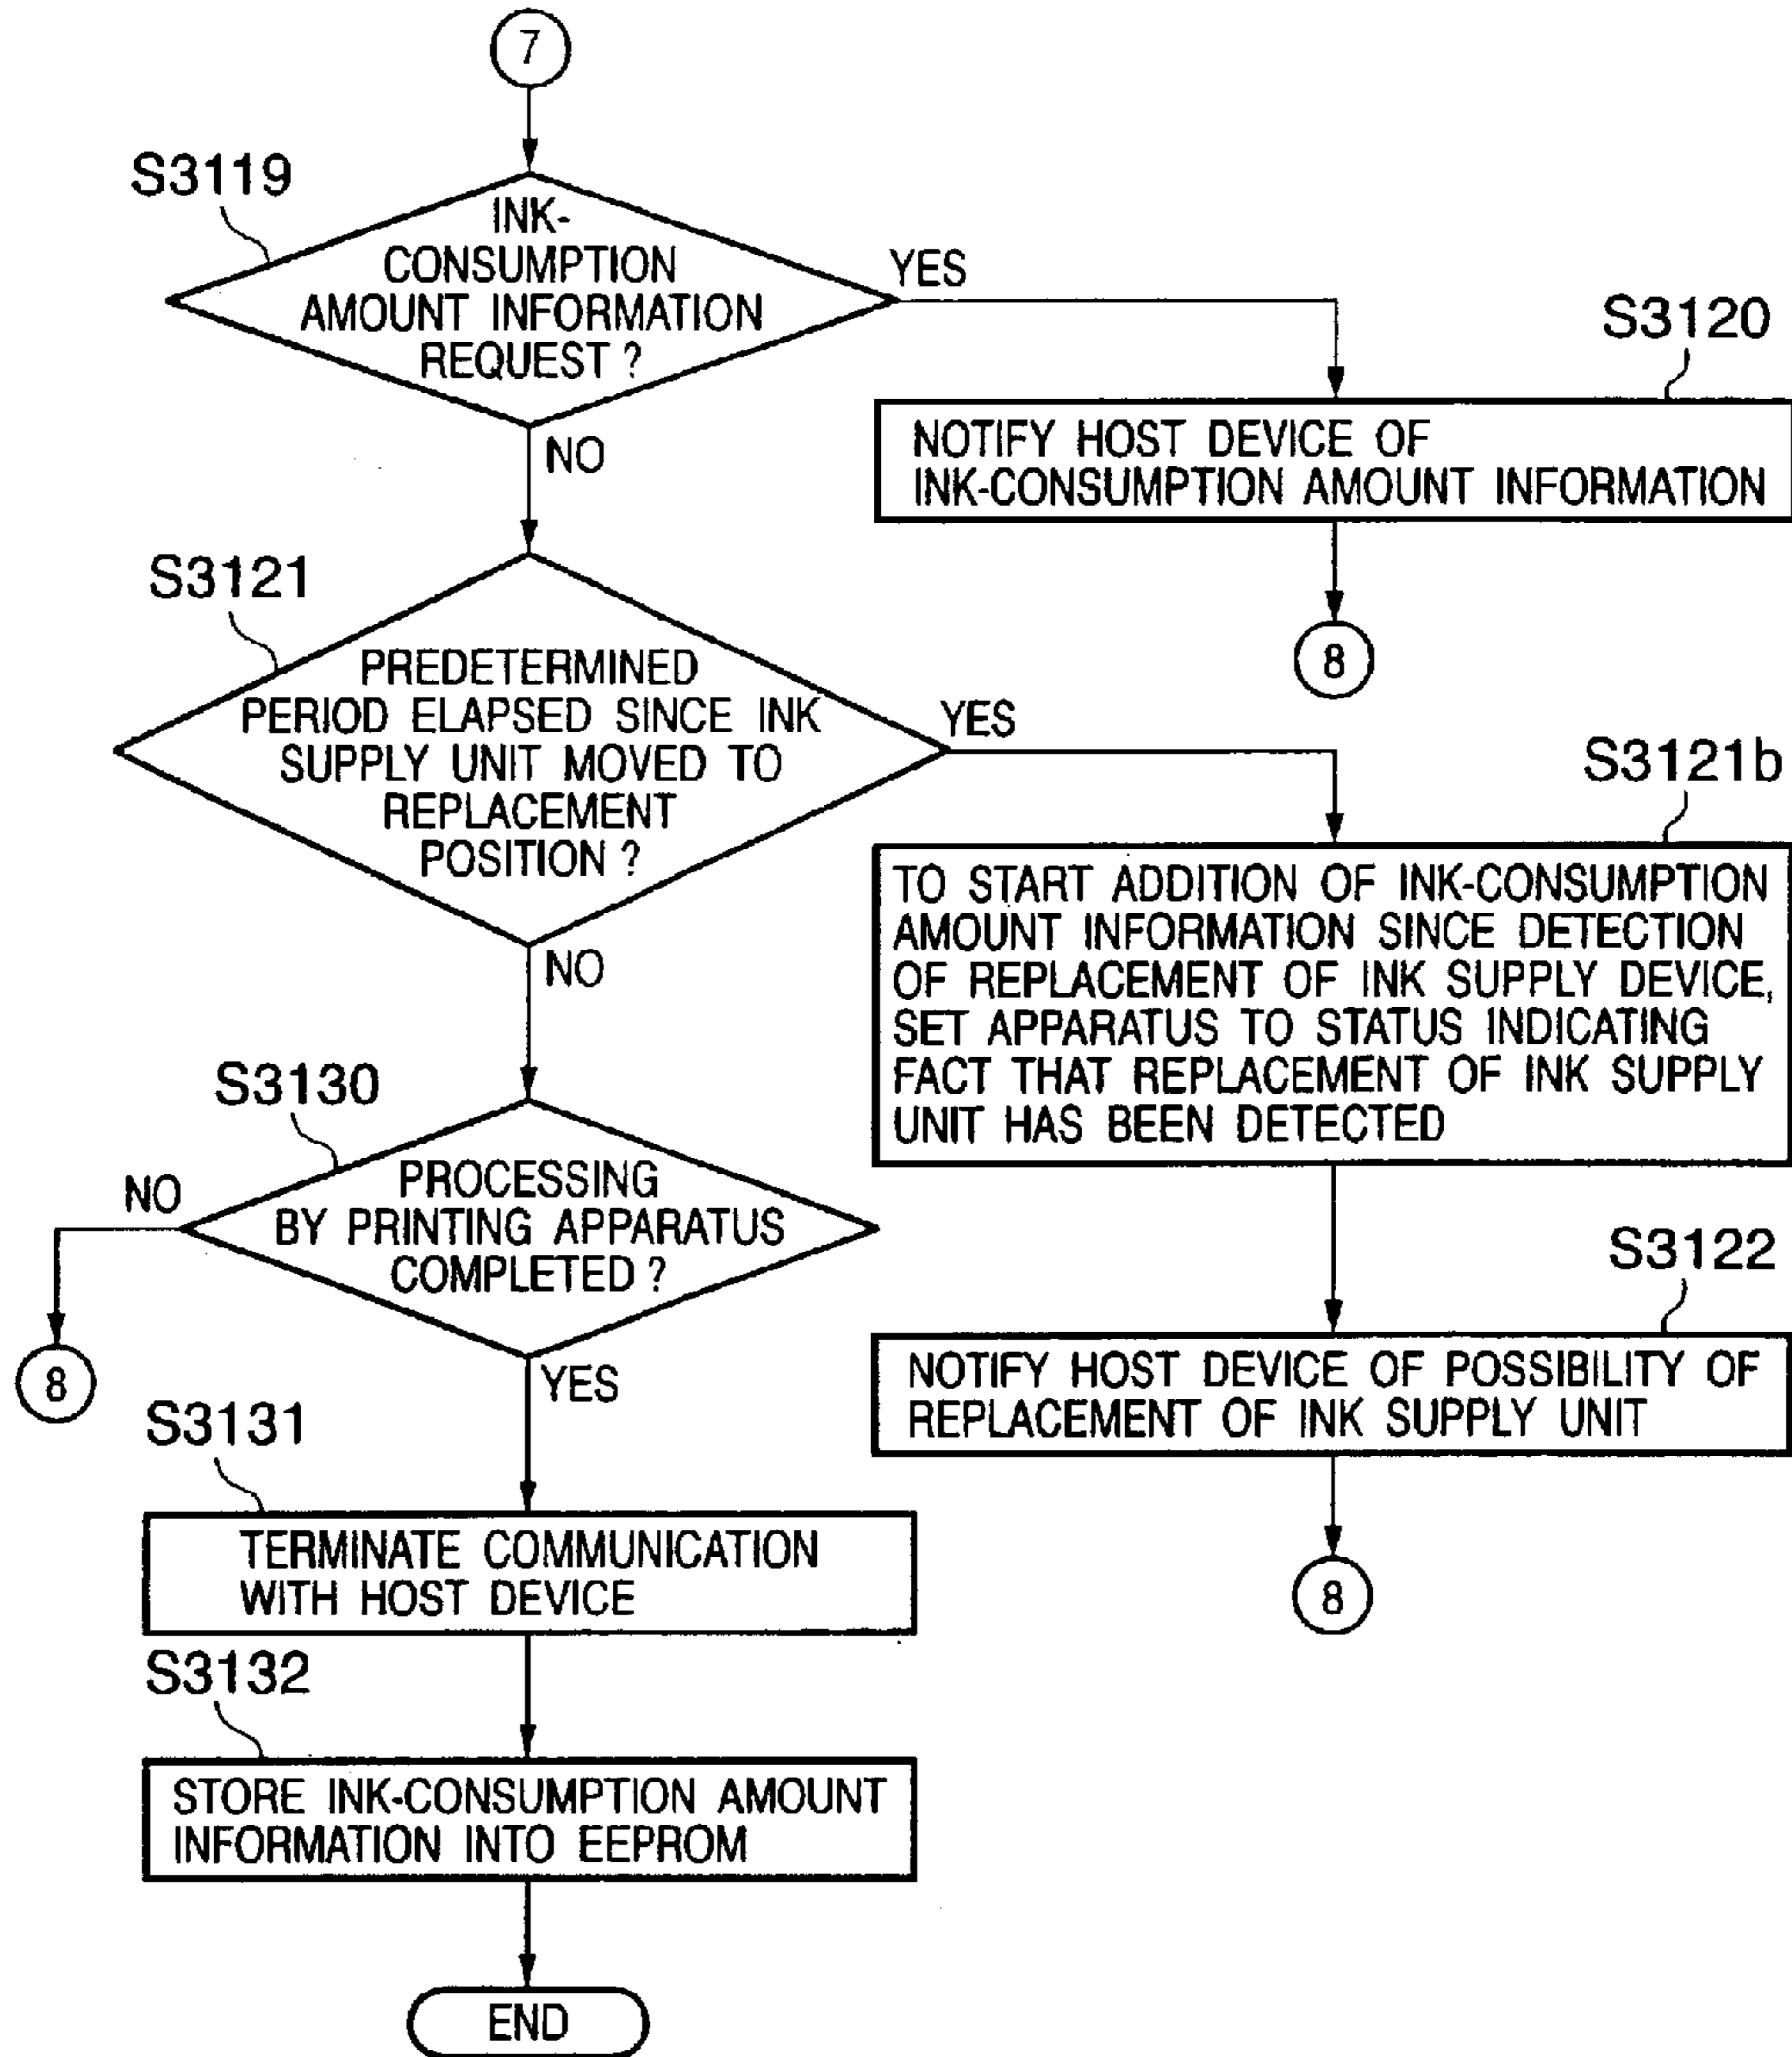 7
S3119
INK-
CONSUMPTION
AMOUNT INFORMATION
REQUEST ?
YES
NO
S3120
NOTIFY HOST DEVICE OF
INK-CONSUMPTION AMOUNT INFORMATION
8
S3121
PREDETERMINED
PERIOD ELAPSED SINCE INK
SUPPLY UNIT MOVED TO
REPLACEMENT
POSITION ?
YES
NO
S3121b
TO START ADDITION OF INK-CONSUMPTION
AMOUNT INFORMATION SINCE DETECTION
OF REPLACEMENT OF INK SUPPLY DEVICE,
SET APPARATUS TO STATUS INDICATING
FACT THAT REPLACEMENT OF INK SUPPLY
UNIT HAS BEEN DETECTED
S3122
NOTIFY HOST DEVICE OF POSSIBILITY OF
REPLACEMENT OF INK SUPPLY UNIT
8
S3130
PROCESSING
BY PRINTING APPARATUS
COMPLETED ?
NO
8
YES
S3131
TERMINATE COMMUNICATION
WITH HOST DEVICE
S3132
STORE INK-CONSUMPTION AMOUNT
INFORMATION INTO EEPROM
END